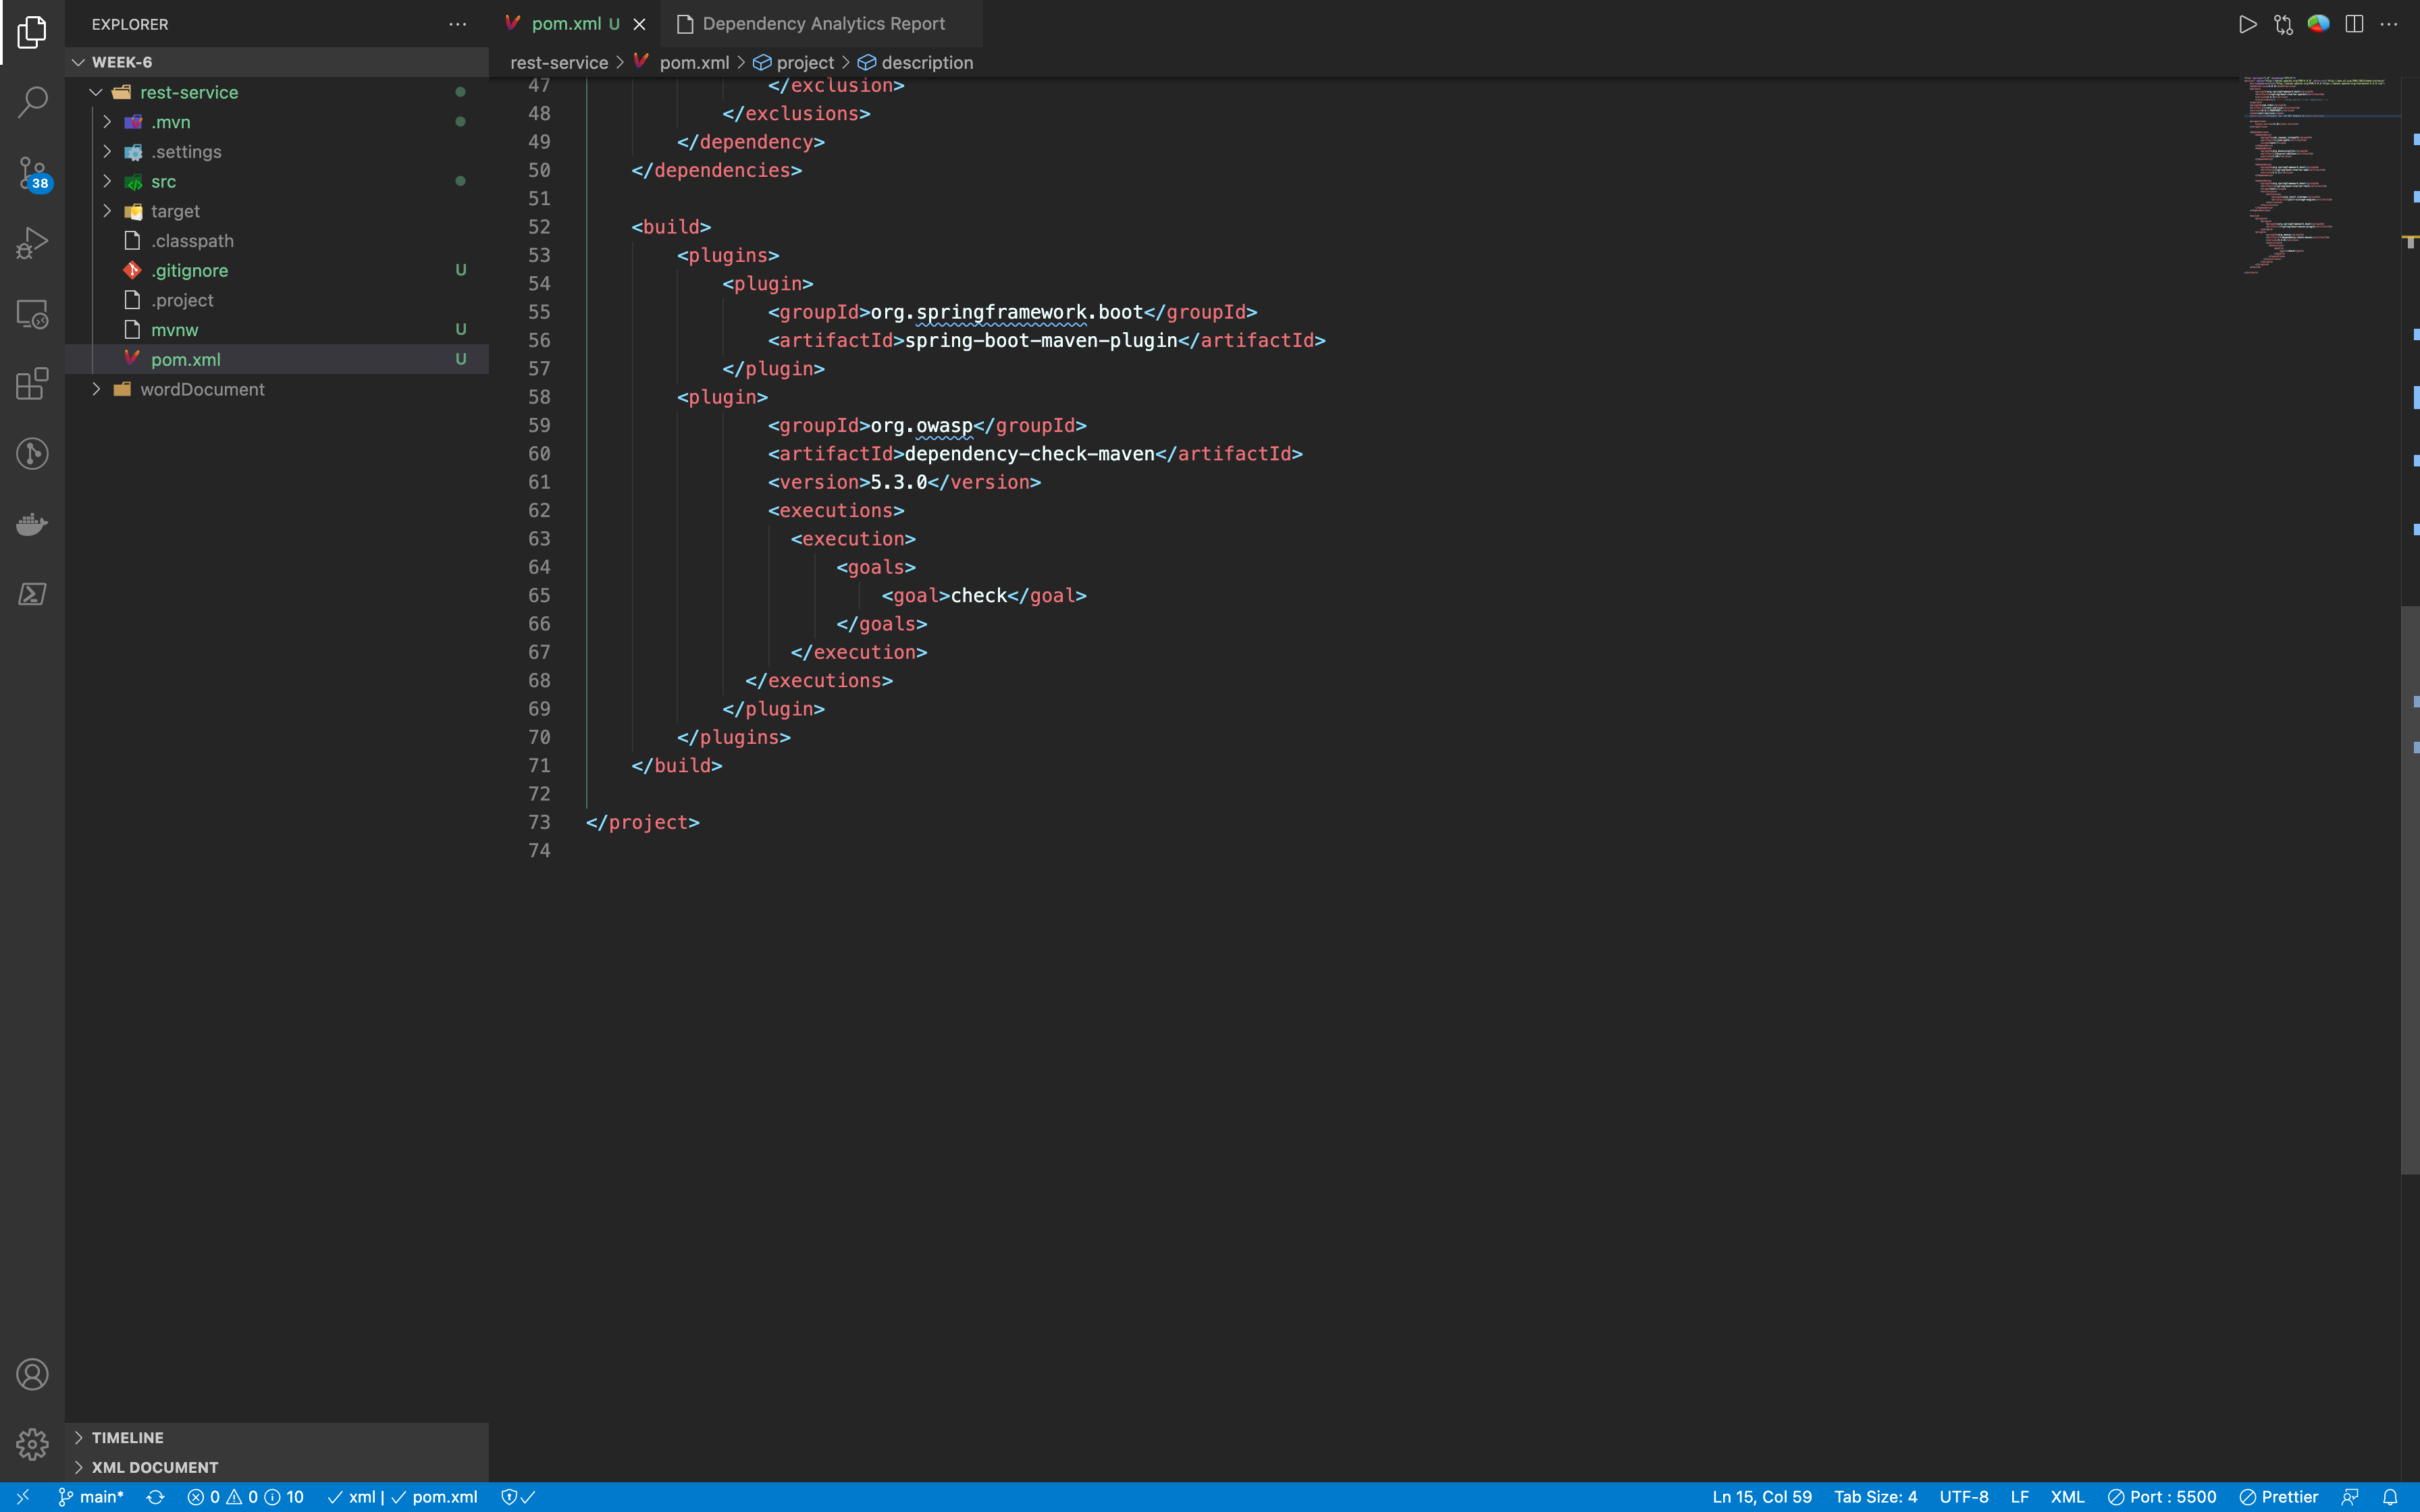 EXPLORER
WEEK-6
rest-service
.mvn
.settings
src
target
.classpath
.gitignore U
.project
mvnw U
pom.xml U
wordDocument
38
TIMELINE
XML DOCUMENT
pom.xml U
Dependency Analytics Report
rest-service > pom.xml > project > description
47 </exclusion>
48 </exclusions>
49 </dependency>
50 </dependencies>
51
52 <build>
53 <plugins>
54 <plugin>
55 <groupId>org.springframework.boot</groupId>
56 <artifactId>spring-boot-maven-plugin</artifactId>
57 </plugin>
58 <plugin>
59 <groupId>org.owasp</groupId>
60 <artifactId>dependency-check-maven</artifactId>
61 <version>5.3.0</version>
62 <executions>
63 <execution>
64 <goals>
65 <goal>check</goal>
66 </goals>
67 </execution>
68 </executions>
69 </plugin>
70 </plugins>
71 </build>
72
73 </project>
74
main* 0 0 10 xml | pom.xml Ln 15, Col 59 Tab Size: 4 UTF-8 LF XML Port : 5500 Prettier